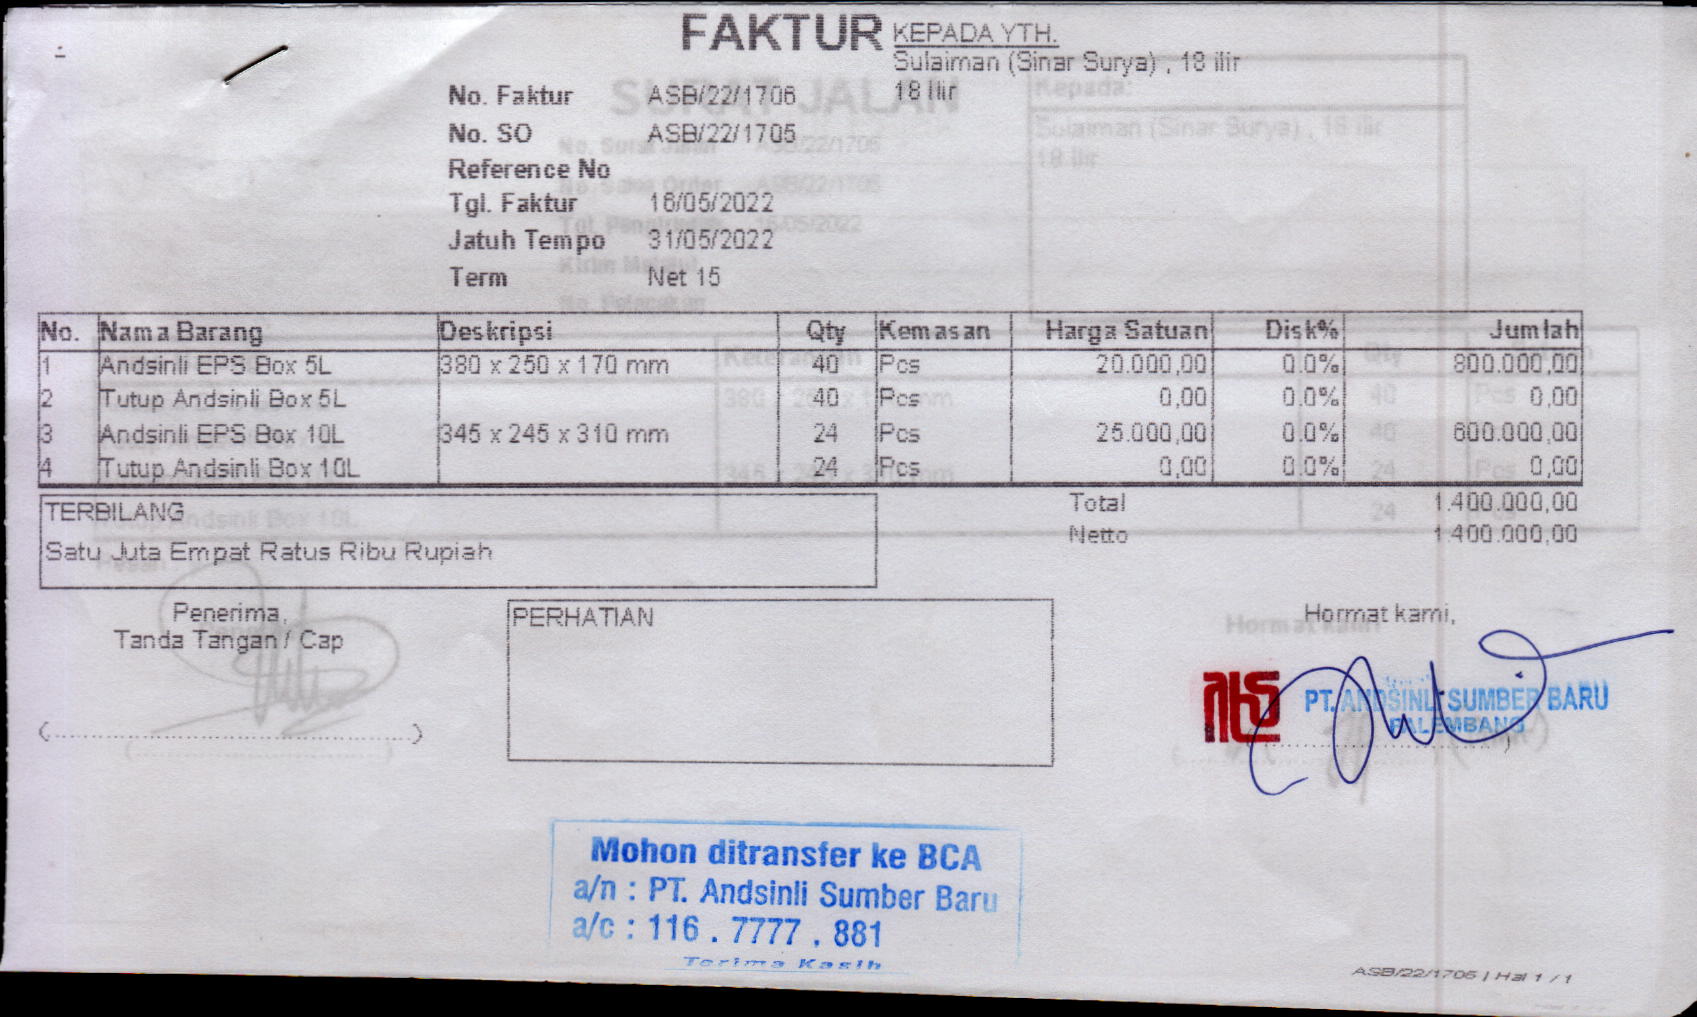 FAKTUR
KEPADA YTH.
Sulaiman (Sinar Surya) , 18 ilir
18 ilir
No. Faktur ASB/22/1706
No. SO ASB/22/1705
Reference No
Tgl. Faktur 16/05/2022
Jatuh Tempo 31/05/2022
Term Net 15
No. Nama Barang Deskripsi Qty Kemasan Harga Satuan Disk% Jumlah
1 Andsinli EPS Box 5L 380 x 250 x 170 mm 40 Pcs 20.000,00 0.0% 800.000,00
2 Tutup Andsinli Box 5L 40 Pcs 0,00 0.0% 0,00
3 Andsinli EPS Box 10L 345 x 245 x 310 mm 24 Pcs 25.000,00 0.0% 600.000,00
4 Tutup Andsinli Box 10L 24 Pcs 0,00 0.0% 0,00
TERBILANG
Satu Juta Empat Ratus Ribu Rupiah
Total 1.400.000,00
Netto 1.400.000,00
Penerima,
Tanda Tangan / Cap
PERHATIAN
Hormat kami,
PT. ANDSINLI SUMBER BARU
PALEMBANG
Mohon ditransfer ke BCA
a/n : PT. Andsinli Sumber Baru
a/c : 116 . 7777 . 881
Terima Kasih
ASB/22/1706 | Hal 1 / 1